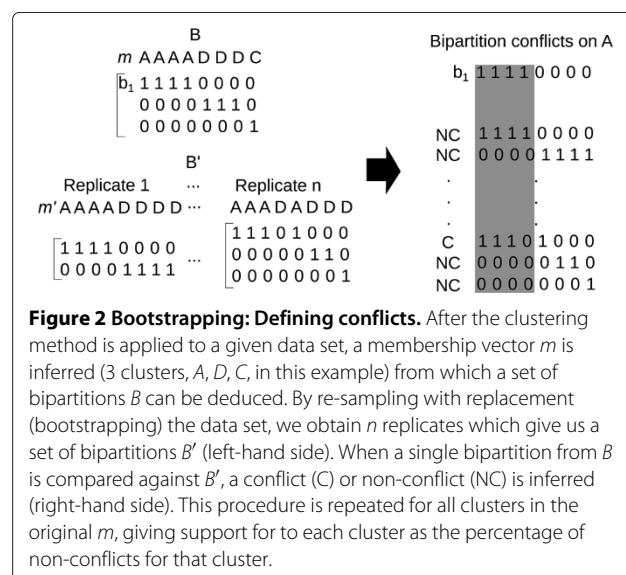 B
m A A A A D D D C
b1 1 1 1 1 0 0 0 0
0 0 0 0 1 1 1 0
0 0 0 0 0 0 0 1
B'
Replicate 1 ... Replicate n
m' A A A A D D D D ... A A A D A D D D
1 1 1 1 0 0 0 0
0 0 0 0 1 1 1 1
...
1 1 1 0 1 0 0 0
0 0 0 0 0 1 1 0
0 0 0 0 0 0 0 1
Bipartition conflicts on A
b1 1 1 1 1 0 0 0 0
NC 1 1 1 1 0 0 0 0
NC 0 0 0 0 1 1 1 1
. .
. .
. .
C 1 1 1 0 1 0 0 0
NC 0 0 0 0 0 1 1 0
NC 0 0 0 0 0 0 0 1
Figure 2 Bootstrapping: Defining conflicts. After the clustering
method is applied to a given data set, a membership vector m is
inferred (3 clusters, A, D, C, in this example) from which a set of
bipartitions B can be deduced. By re-sampling with replacement
(bootstrapping) the data set, we obtain n replicates which give us a
set of bipartitions B′ (left-hand side). When a single bipartition from B
is compared against B′, a conflict (C) or non-conflict (NC) is inferred
(right-hand side). This procedure is repeated for all clusters in the
original m, giving support for to each cluster as the percentage of
non-conflicts for that cluster.